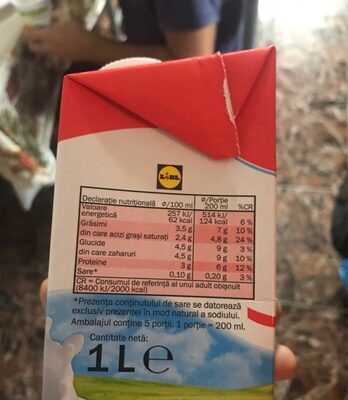 LIDL
Declarație nutrițională ø/100 ml ø/Porție 200 ml %CR
Valoare energetică 257 kJ/ 62 kcal 514 kJ/ 124 kcal 6 %
Grăsimi 3,5 g 7 g 10 %
din care acizi grași saturați 2,4 g 4,8 g 24 %
Glucide 4,5 g 9 g 3 %
din care zaharuri 4,5 g 9 g 10 %
Proteine 3 g 6 g 12 %
Sare* 0,10 g 0,20 g 3 %
CR = Consumul de referință al unui adult obișnuit
(8400 kJ/2000 kcal)
*Prezența conținutului de sare se datorează
exclusiv prezenței în mod natural a sodiului.
Ambalajul conține 5 porții. 1 porție = 200 ml.
Cantitate netă:
1 L e